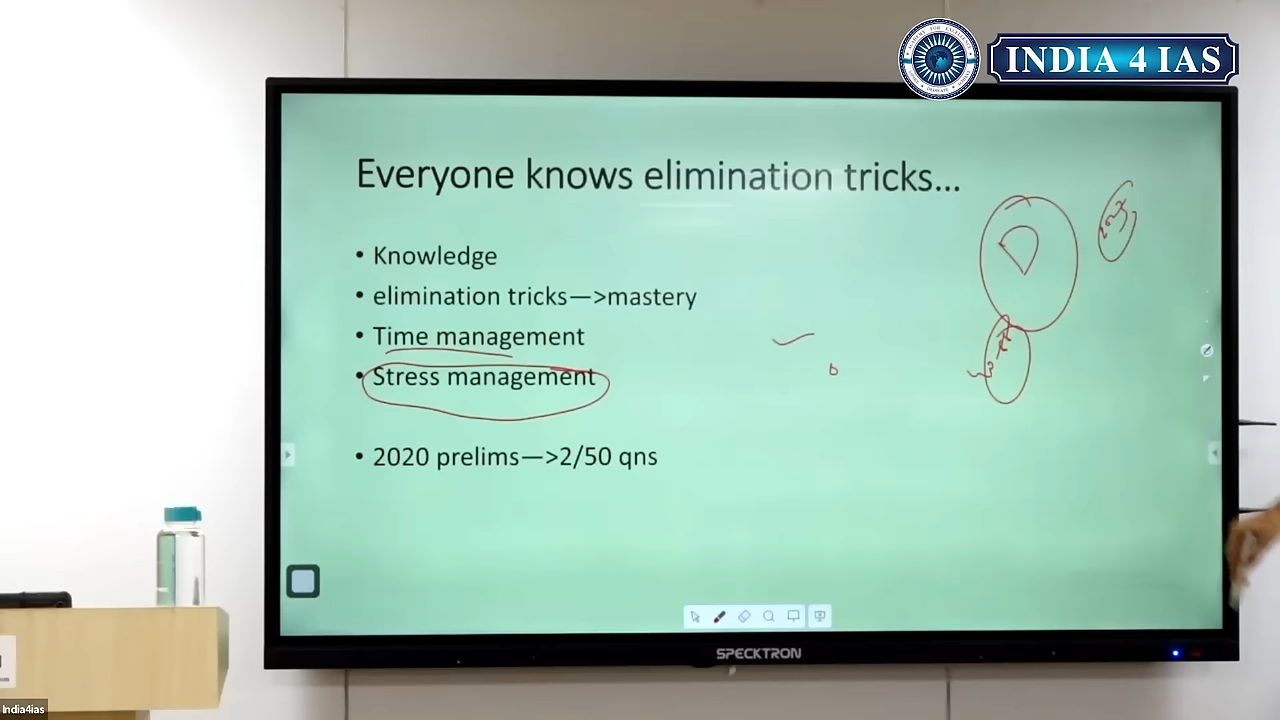 INDIA 4 IAS
Everyone knows elimination tricks...
• Knowledge
• elimination tricks—>mastery
• Time management
• Stress management
• 2020 prelims—>2/50 qns
SPECKTRON
India4ias